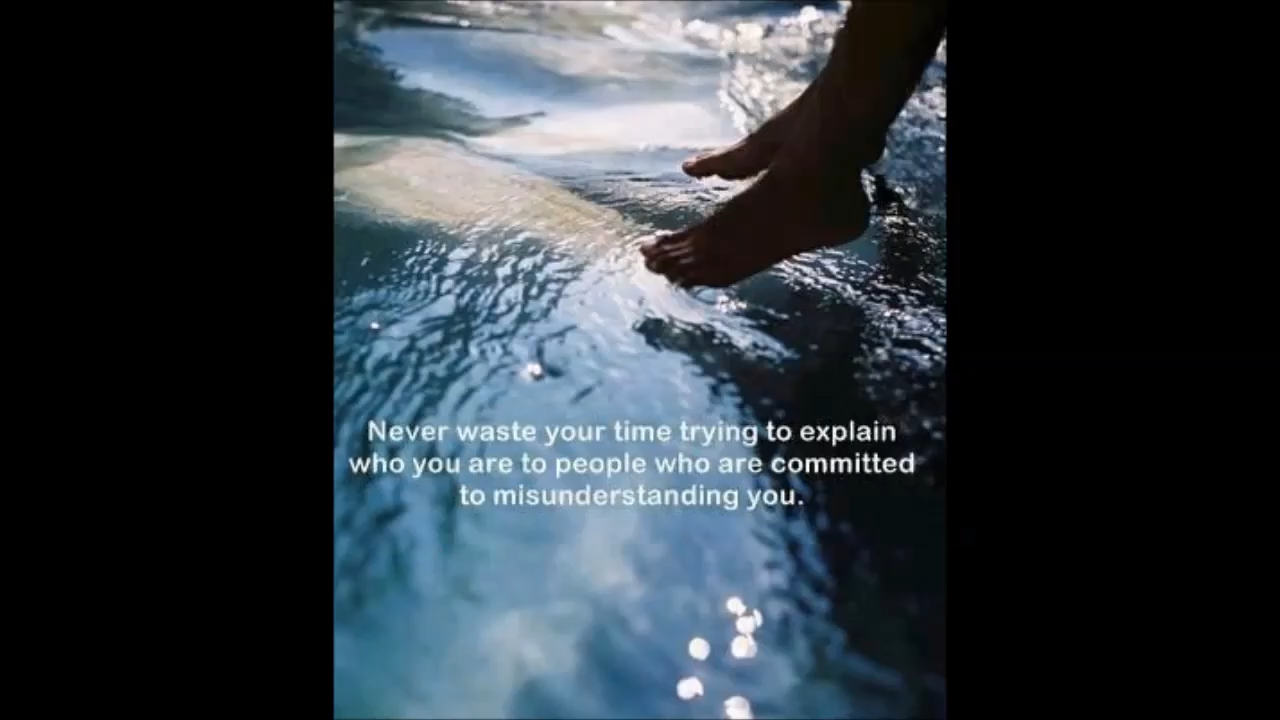 Never waste your time trying to explain
who you are to people who are committed
to misunderstanding you.